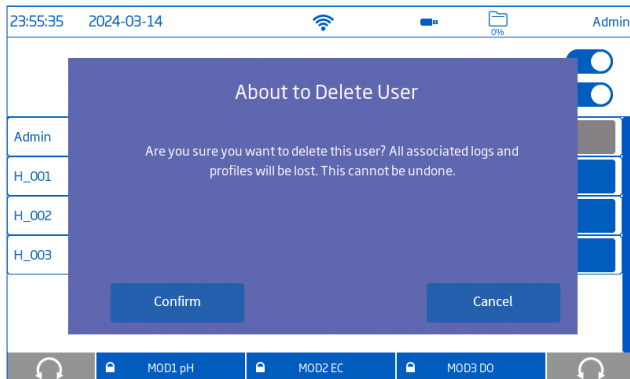 23:55:35 2024-03-14 0% Admin
About to Delete User
Are you sure you want to delete this user? All associated logs and
profiles will be lost. This cannot be undone.
Admin
H_001
H_002
H_003
Confirm Cancel
MOD1 pH MOD2 EC MOD3 DO